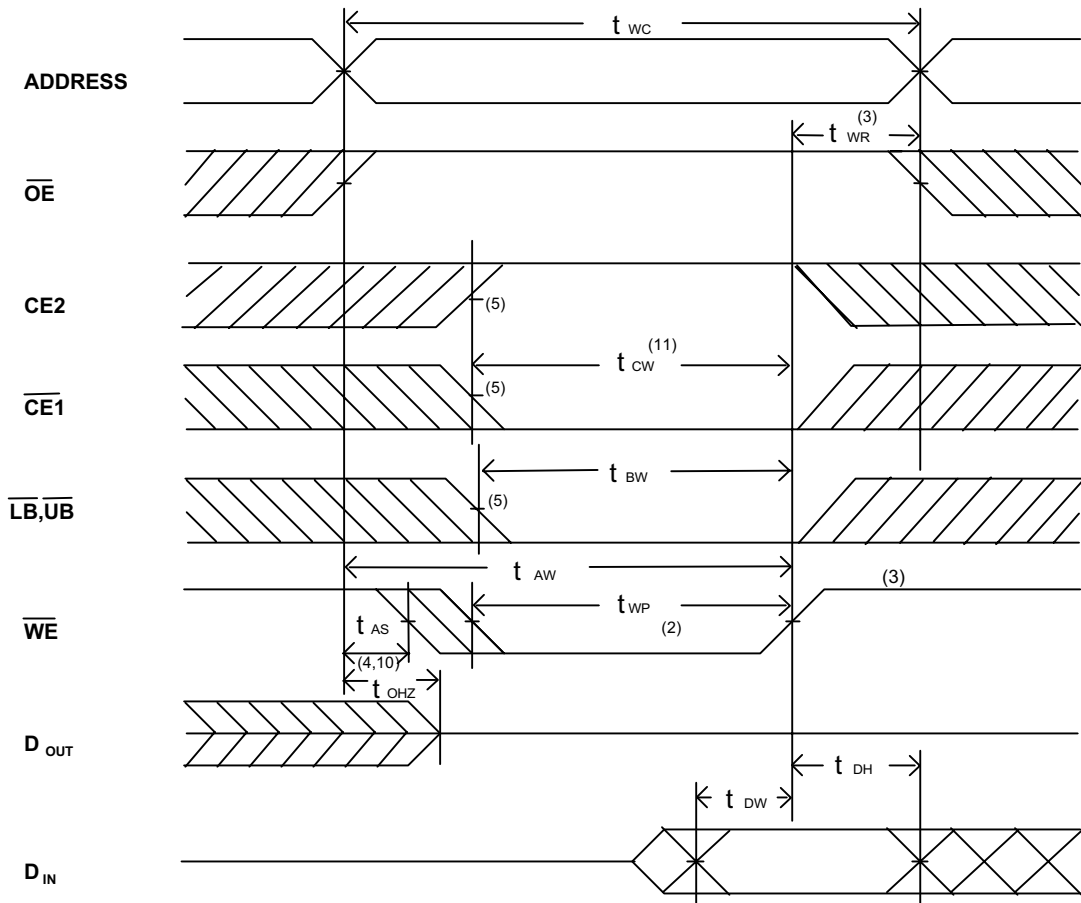 t WC
ADDRESS
t WR (3)
OE
CE2
(5)
t CW (11)
CE1
(5)
t BW
LB,UB
(5)
t AW
WE
t AS
t WP
(2)
(3)
(4,10)
t OHZ
D OUT
t DH
t DW
D IN